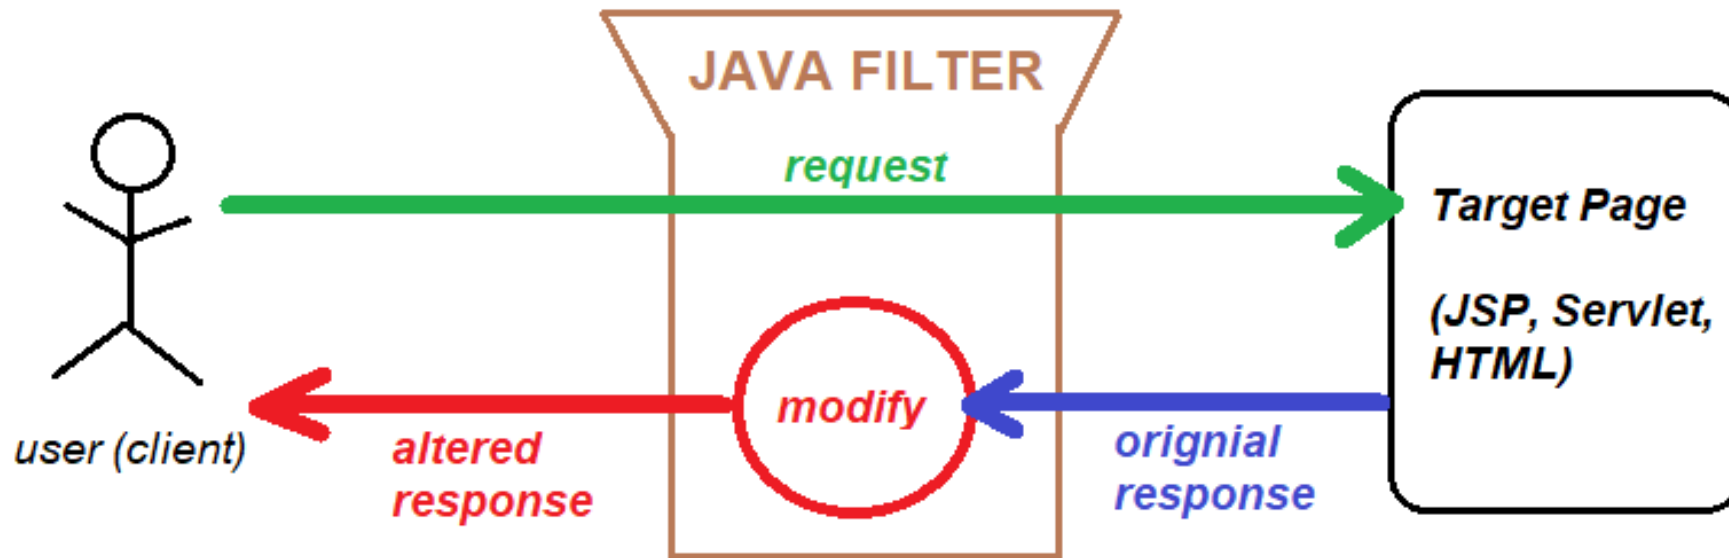 JAVA FILTER
request
Target Page
(JSP, Servlet,
HTML)
modify
user (client)
altered
response
orignial
response